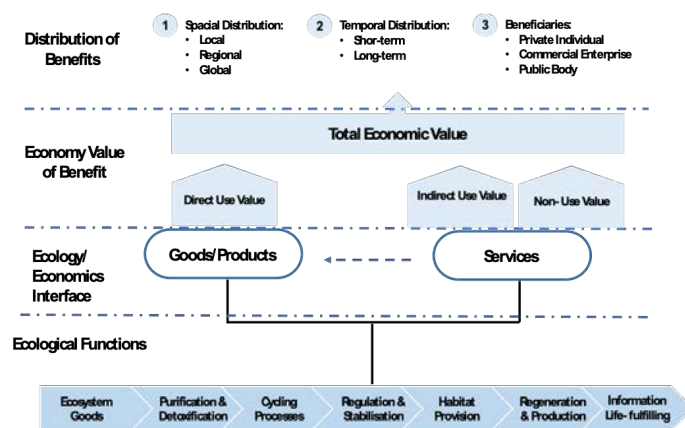 Distribution of
Benefits
1 Spacial Distribution:
• Local
• Regional
• Global
2 Temporal Distribution:
• Shor-term
• Long-term
3 Beneficiaries:
• Private Individual
• Commercial Enterprise
• Public Body
Economy Value
of Benefit
Total Economic Value
Direct Use Value
Indirect Use Value
Non- Use Value
Ecology/
Economics
Interface
Goods/Products
Services
Ecological Functions
Ecosystem
Goods
Purification &
Detoxification
Cycling
Processes
Regulation &
Stabilisation
Habitat
Provision
Regeneration
& Production
Information
Life- fulfilling